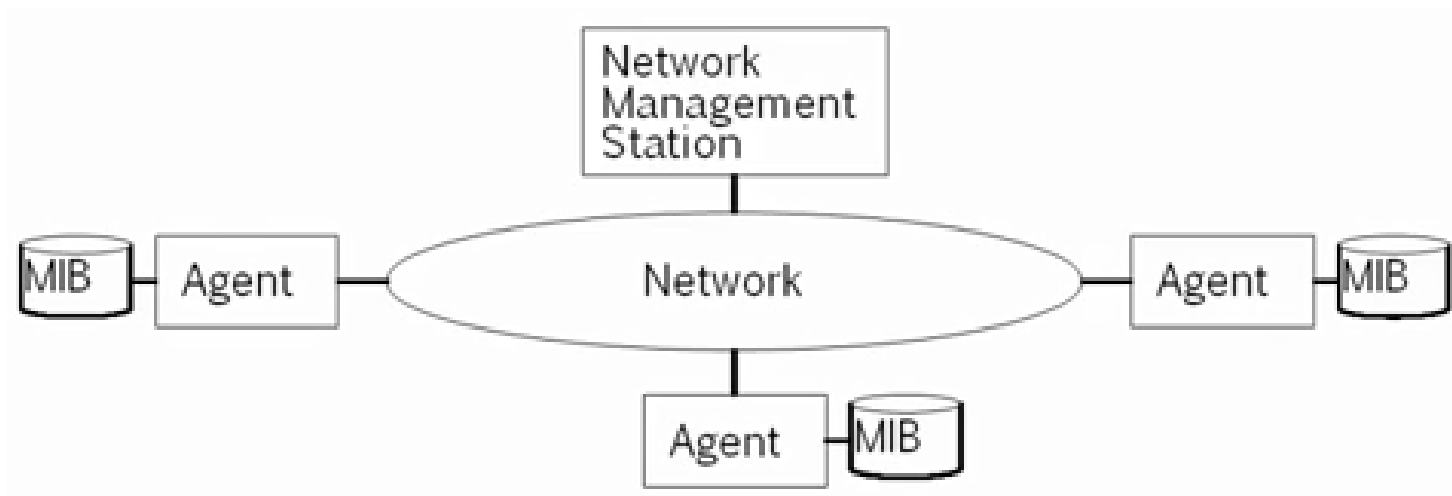 Network
Management
Station
MIB
Agent
Network
Agent
MIB
Agent
MIB